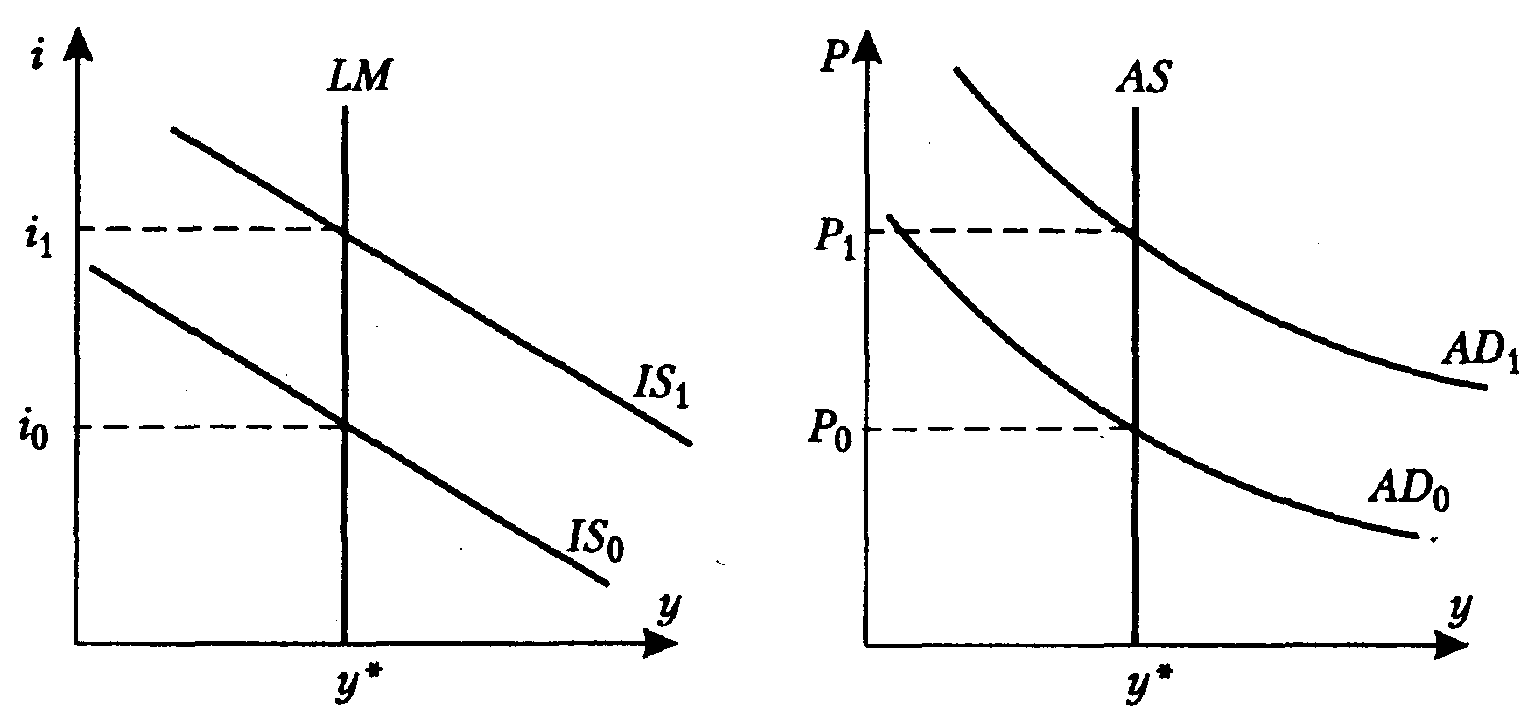 i
LM
i₁
IS₁
i₀
IS₀
y
y*
P
AS
P₁
AD₁
P₀
AD₀
y
y*